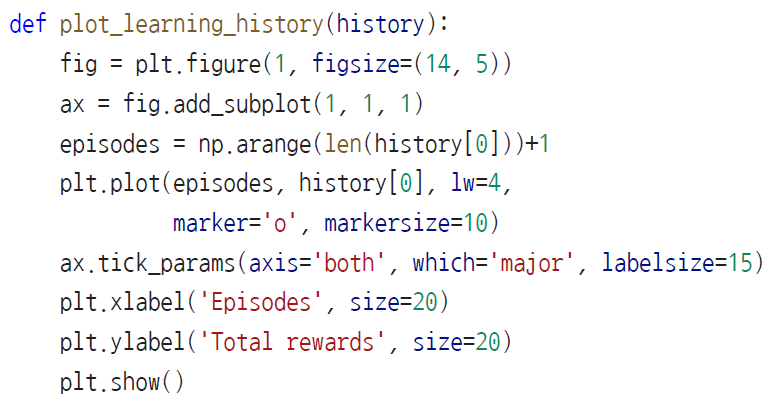 def plot_learning_history(history):
    fig = plt.figure(1, figsize=(14, 5))
    ax = fig.add_subplot(1, 1, 1)
    episodes = np.arange(len(history[0]))+1
    plt.plot(episodes, history[0], lw=4,
             marker='o', markersize=10)
    ax.tick_params(axis='both', which='major', labelsize=15)
    plt.xlabel('Episodes', size=20)
    plt.ylabel('Total rewards', size=20)
    plt.show()